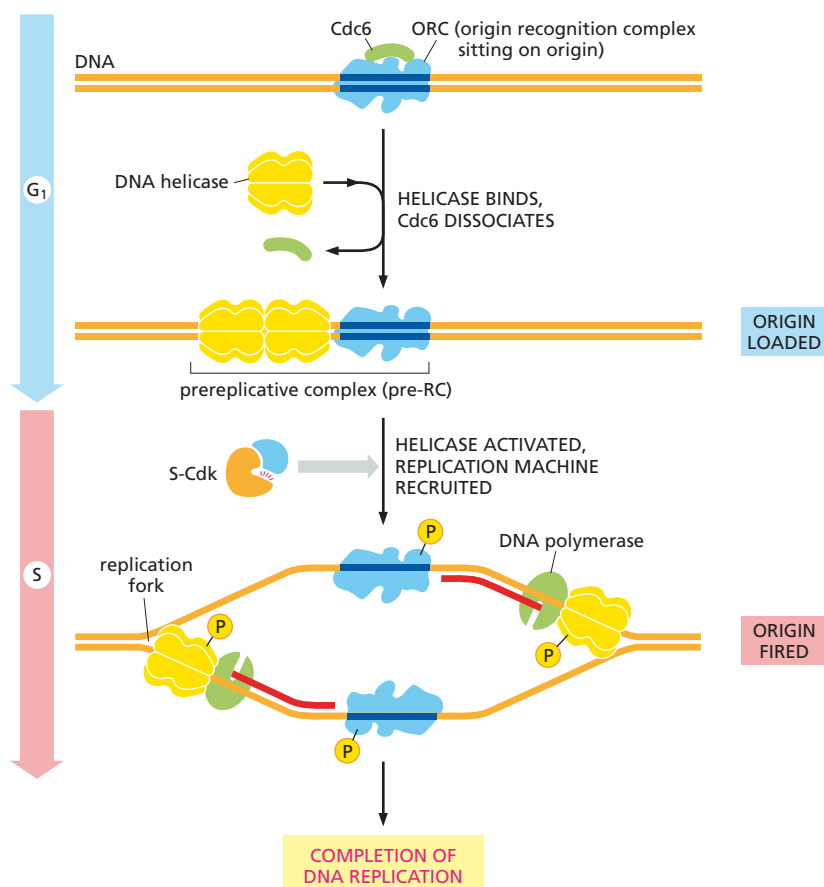 Cdc6
ORC (origin recognition complex
sitting on origin)
DNA
G1
DNA helicase
HELICASE BINDS,
Cdc6 DISSOCIATES
ORIGIN
LOADED
prereplicative complex (pre-RC)
S-Cdk
HELICASE ACTIVATED,
REPLICATION MACHINE
RECRUITED
S
replication
fork
P
DNA polymerase
P
P
P
ORIGIN
FIRED
COMPLETION OF
DNA REPLICATION